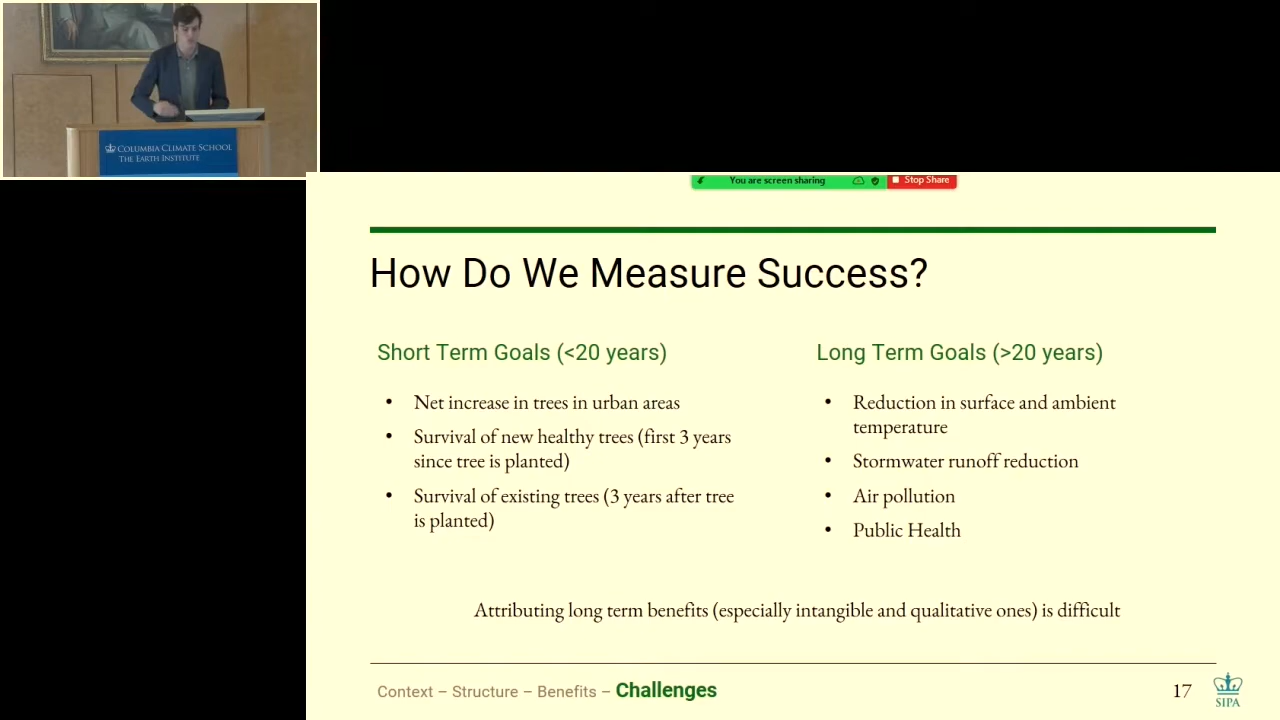 COLUMBIA CLIMATE SCHOOL
THE EARTH INSTITUTE
You are screen sharing
Stop Share
How Do We Measure Success?
Short Term Goals (<20 years)
• Net increase in trees in urban areas
• Survival of new healthy trees (first 3 years
since tree is planted)
• Survival of existing trees (3 years after tree
is planted)
Long Term Goals (>20 years)
• Reduction in surface and ambient
temperature
• Stormwater runoff reduction
• Air pollution
• Public Health
Attributing long term benefits (especially intangible and qualitative ones) is difficult
Context – Structure – Benefits – Challenges
17
SIPA